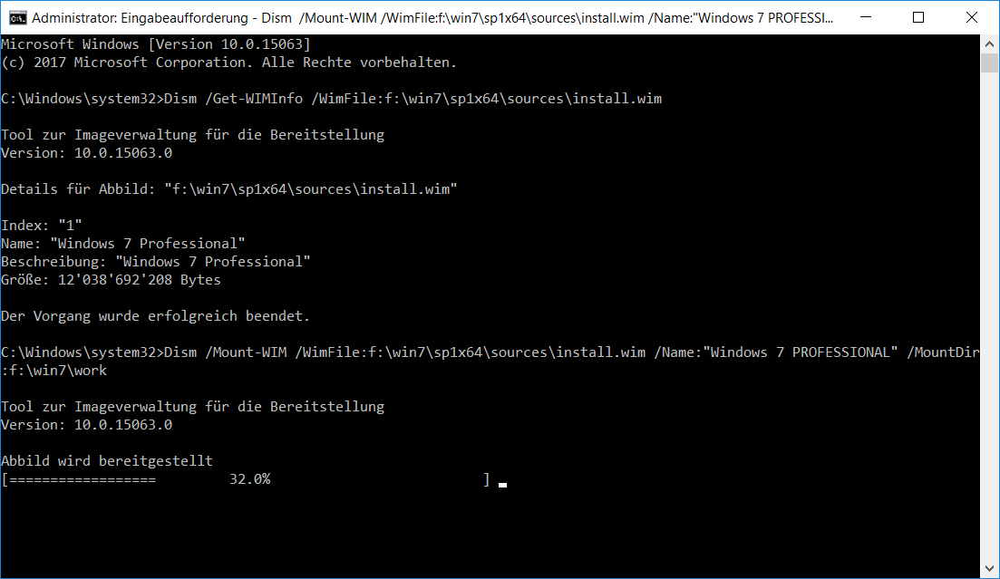 Administrator: Eingabeaufforderung - Dism  /Mount-WIM /WimFile:f:\win7\sp1x64\sources\install.wim /Name:"Windows 7 PROFESSI...
Microsoft Windows [Version 10.0.15063]
(c) 2017 Microsoft Corporation. Alle Rechte vorbehalten.
C:\Windows\system32>Dism /Get-WIMInfo /WimFile:f:\win7\sp1x64\sources\install.wim
Tool zur Imageverwaltung für die Bereitstellung
Version: 10.0.15063.0
Details für Abbild: "f:\win7\sp1x64\sources\install.wim"
Index: "1"
Name: "Windows 7 Professional"
Beschreibung: "Windows 7 Professional"
Größe: 12'038'692'208 Bytes
Der Vorgang wurde erfolgreich beendet.
C:\Windows\system32>Dism /Mount-WIM /WimFile:f:\win7\sp1x64\sources\install.wim /Name:"Windows 7 PROFESSIONAL" /MountDir
:f:\win7\work
Tool zur Imageverwaltung für die Bereitstellung
Version: 10.0.15063.0
Abbild wird bereitgestellt
[==================         32.0%                          ]